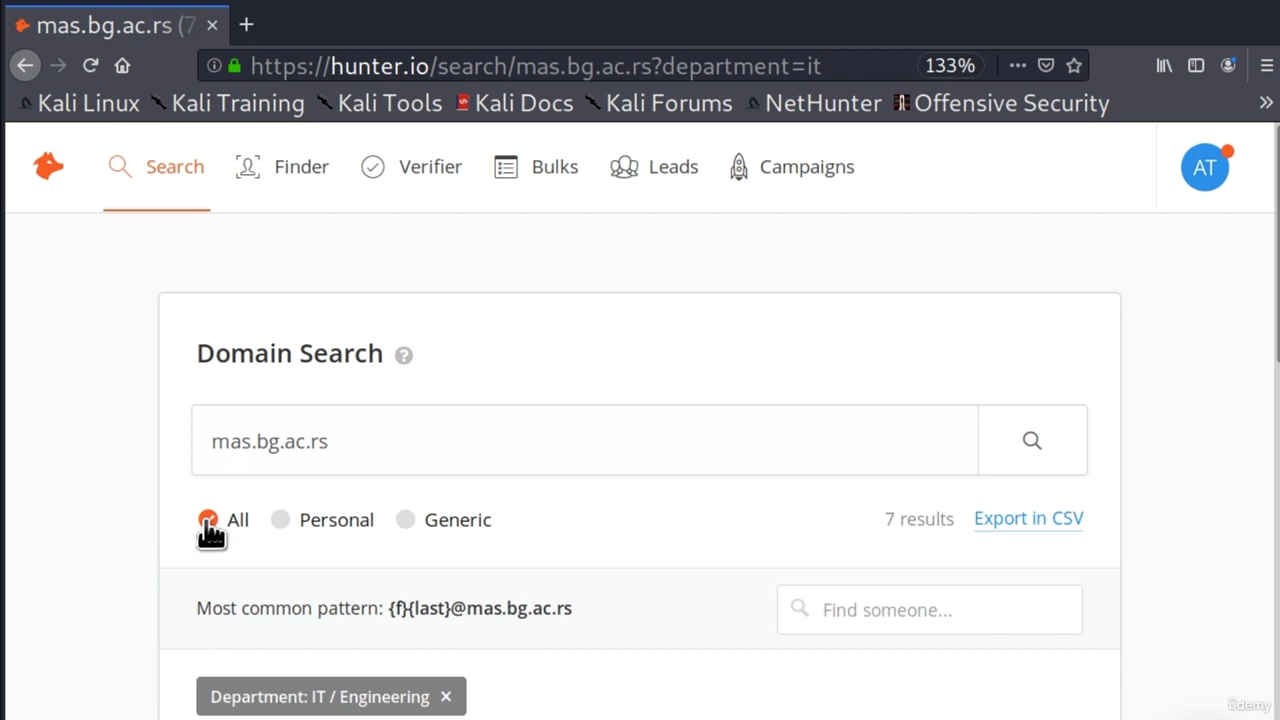 mas.bg.ac.rs (7
https://hunter.io/search/mas.bg.ac.rs?department=it 133%
Kali Linux Kali Training Kali Tools Kali Docs Kali Forums NetHunter Offensive Security
Search Finder Verifier Bulks Leads Campaigns AT
Domain Search ?
mas.bg.ac.rs
All Personal Generic 7 results Export in CSV
Most common pattern: {f}{last}@mas.bg.ac.rs Find someone...
Department: IT / Engineering ×
ûdemy